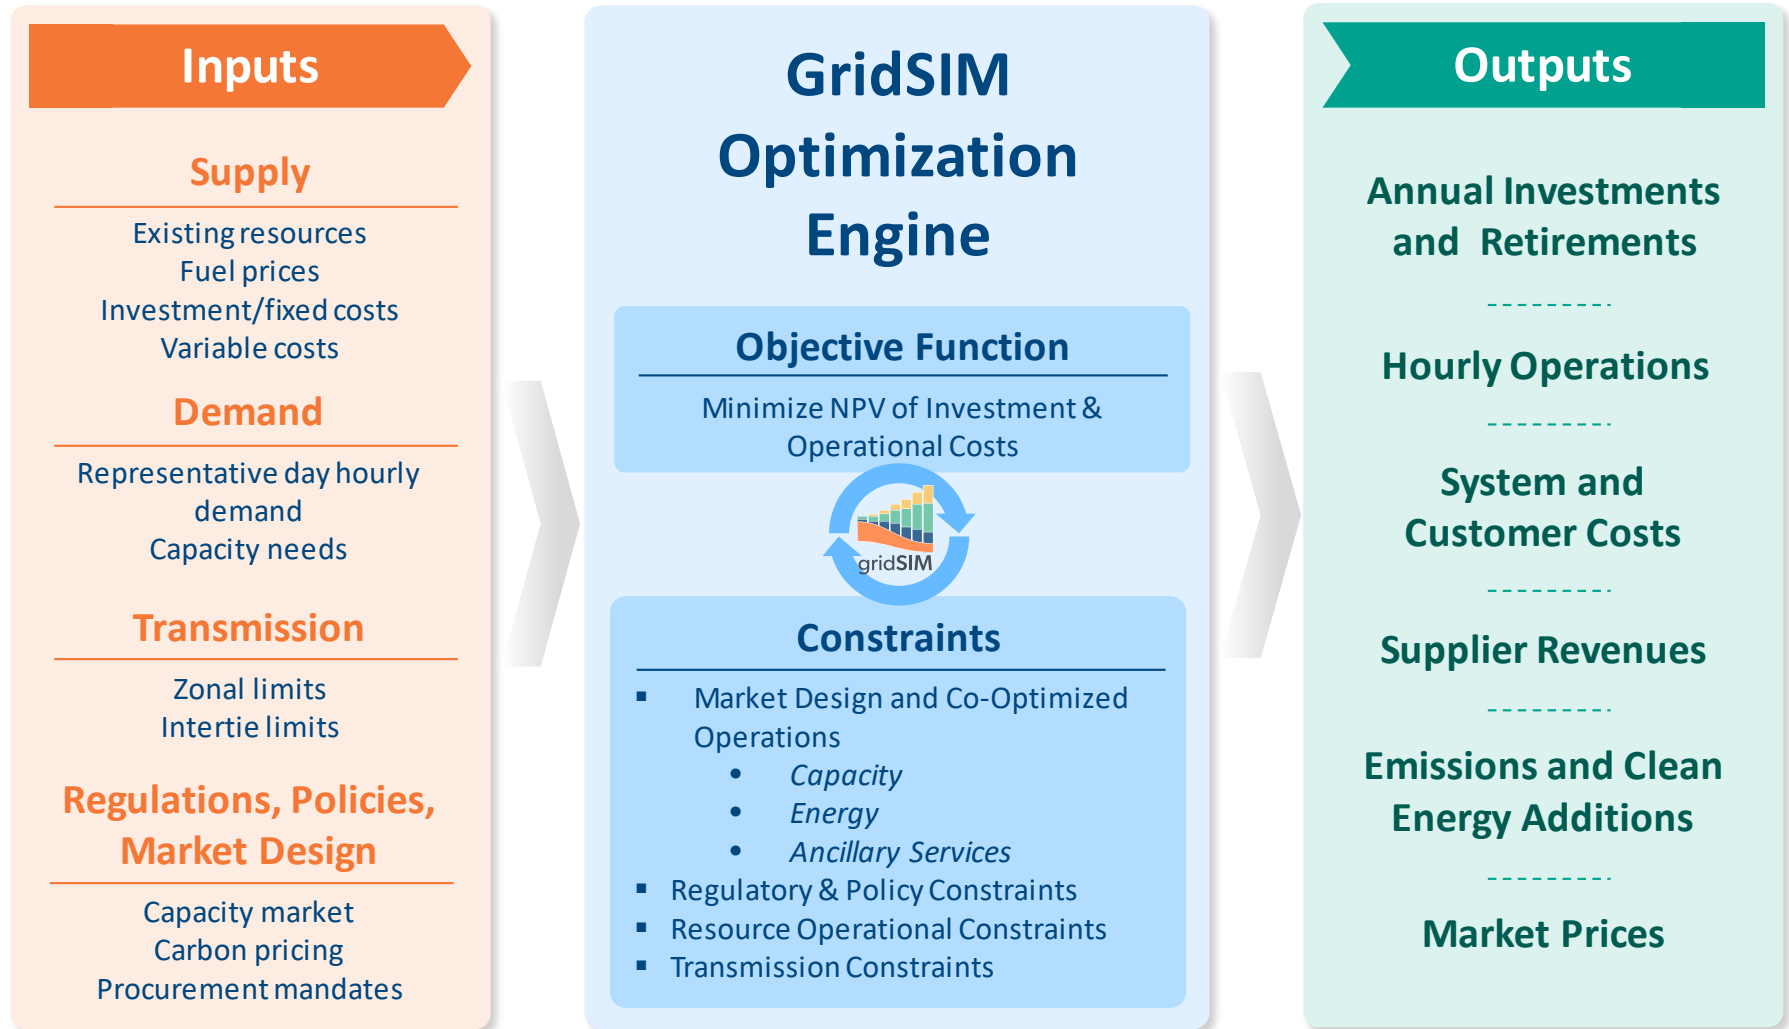 Inputs
Supply
Existing resources
Fuel prices
Investment/fixed costs
Variable costs
Demand
Representative day hourly
demand
Capacity needs
Transmission
Zonal limits
Intertie limits
Regulations, Policies,
Market Design
Capacity market
Carbon pricing
Procurement mandates
GridSIM
Optimization
Engine
Objective Function
Minimize NPV of Investment &
Operational Costs
gridSIM
Constraints
▪ Market Design and Co-Optimized
Operations
• Capacity
• Energy
• Ancillary Services
▪ Regulatory & Policy Constraints
▪ Resource Operational Constraints
▪ Transmission Constraints
Outputs
Annual Investments
and Retirements
Hourly Operations
System and
Customer Costs
Supplier Revenues
Emissions and Clean
Energy Additions
Market Prices